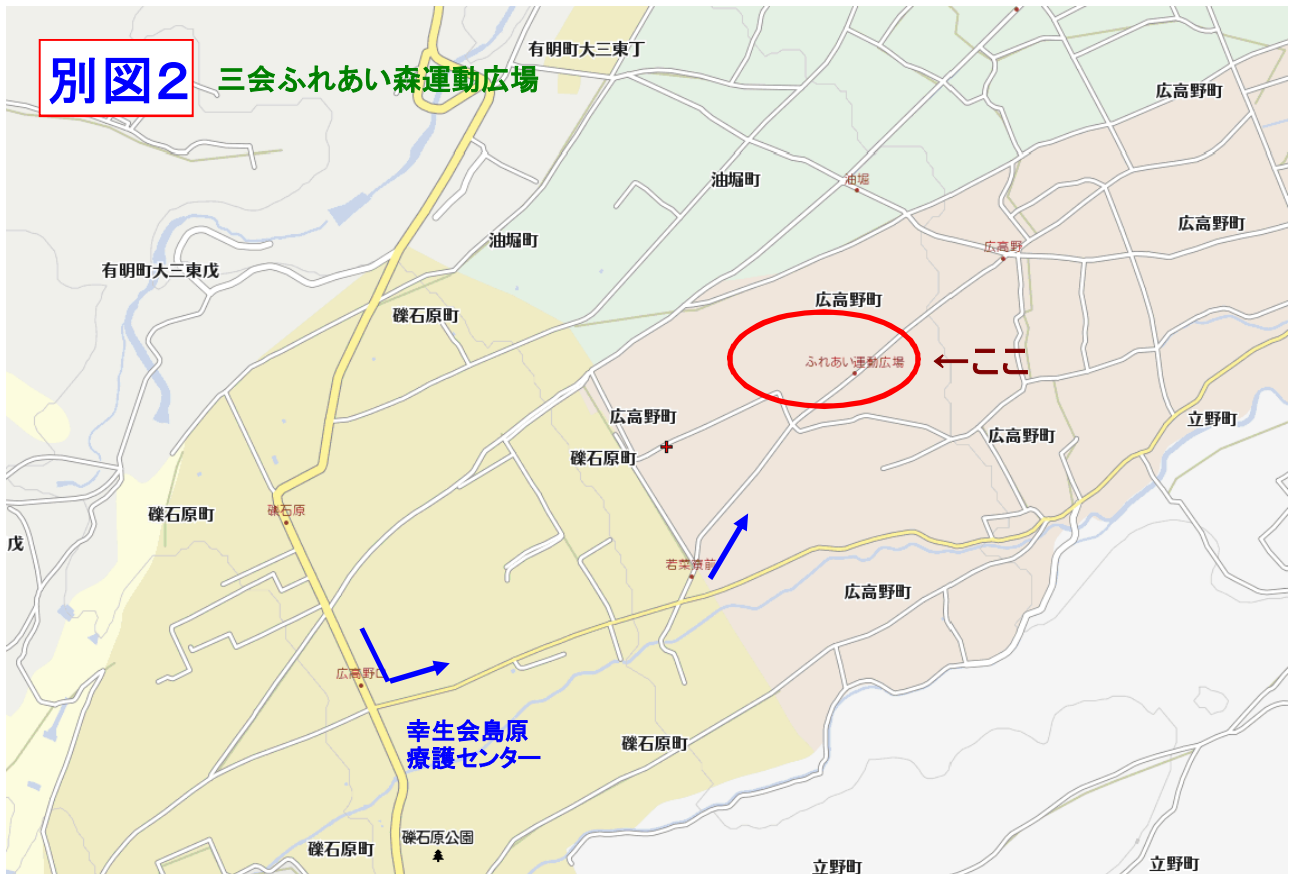 別図2
三会ふれあい森運動広場
有明町大三東丁
広高野町
油堀町
油堀
広高野町
油堀町
広高野
有明町大三東戊
広高野町
礫石原町
ふれあい運動広場
←ここ
広高野町
広高野町
立野町
礫石原町
礫石原町
礫石原
戊
若菜寮前
広高野町
広高野口
幸生会島原
療護センター
礫石原町
礫石原公園
礫石原町
立野町
立野町